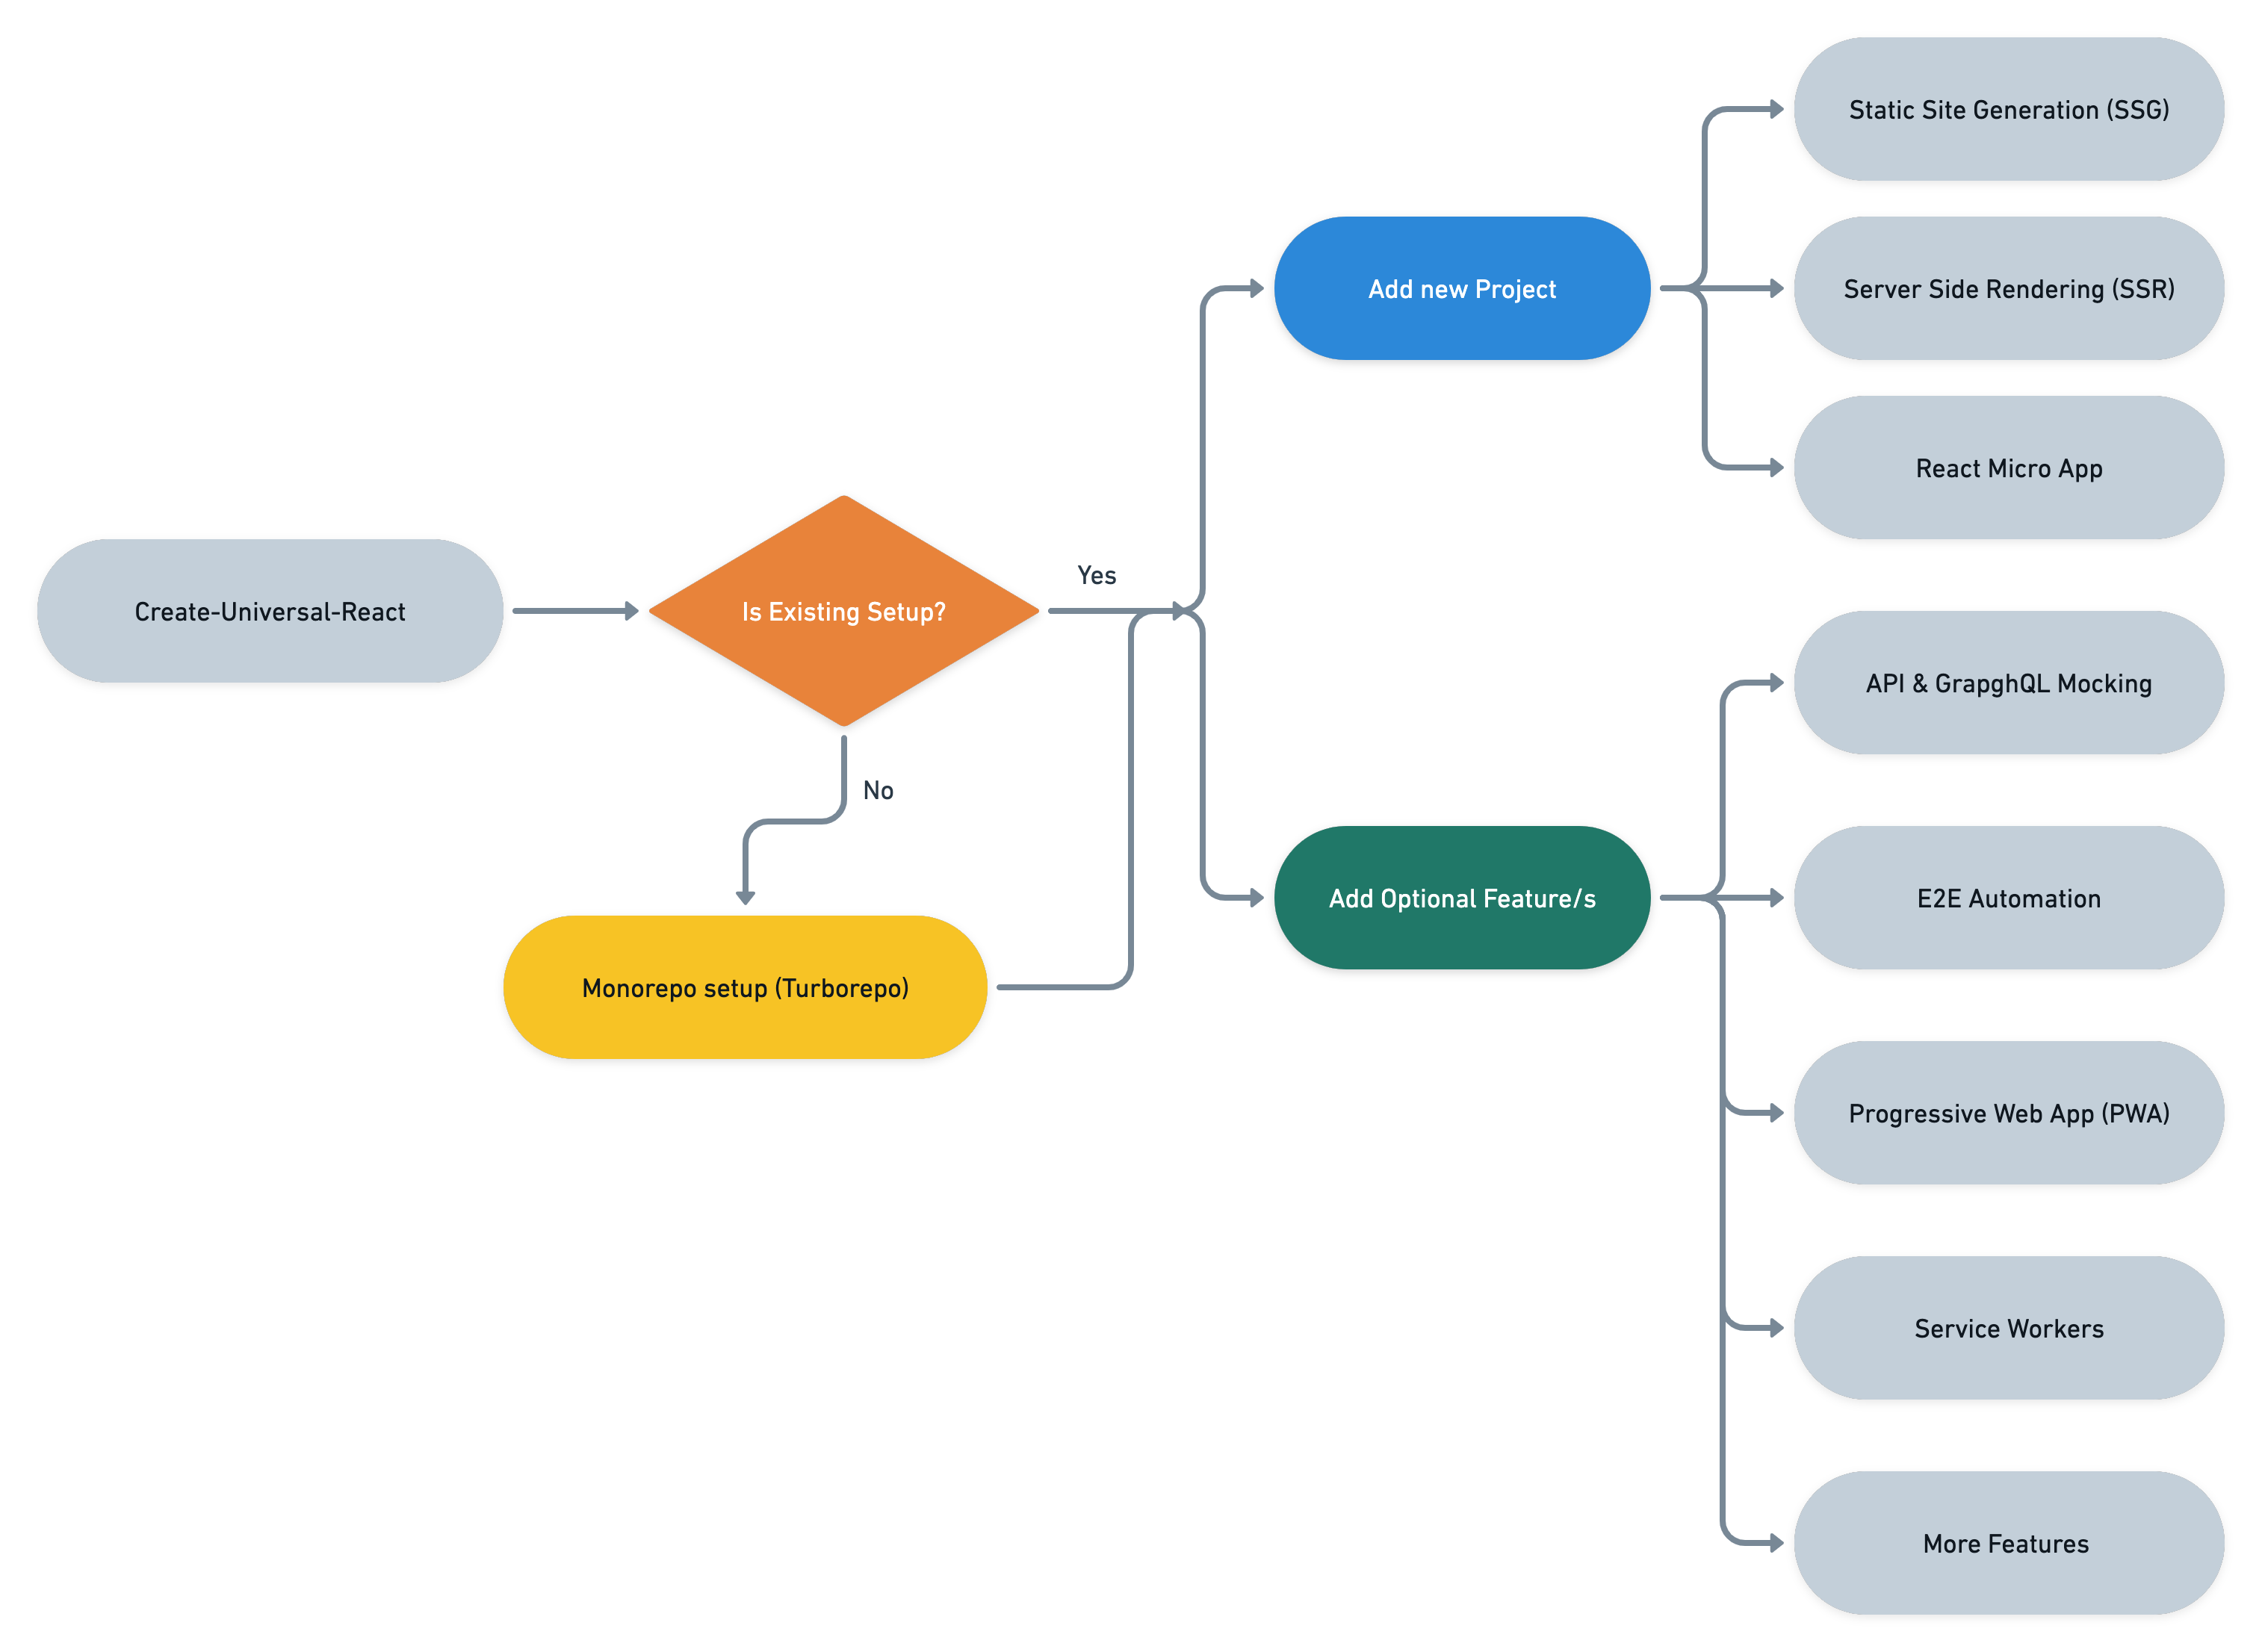 Create-Universal-React
Is Existing Setup?
Yes
No
Monorepo setup (Turborepo)
Add new Project
Static Site Generation (SSG)
Server Side Rendering (SSR)
React Micro App
Add Optional Feature/s
API & GrapghQL Mocking
E2E Automation
Progressive Web App (PWA)
Service Workers
More Features